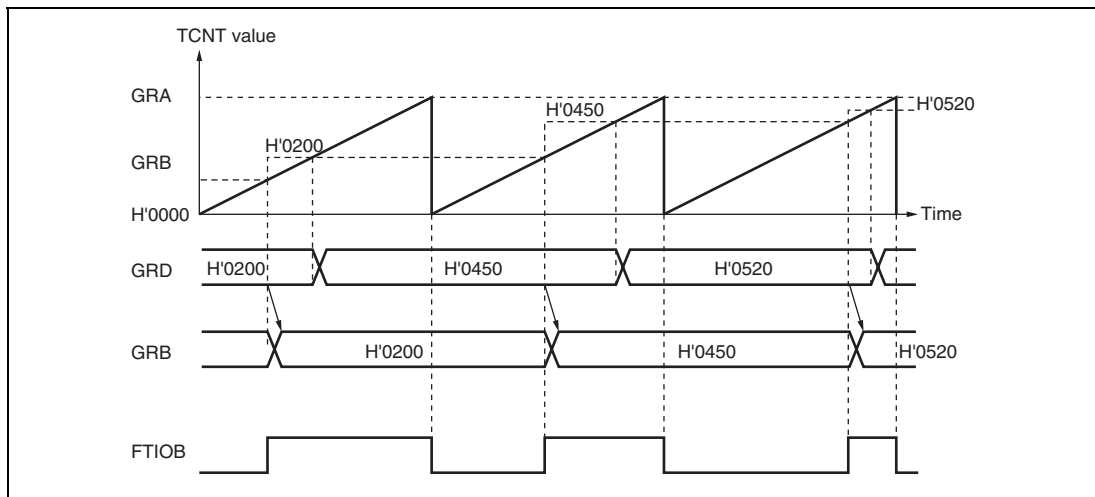 TCNT value
GRA
H'0450
H'0520
H'0200
GRB
H'0000
Time
GRD
H'0200
H'0450
H'0520
GRB
H'0200
H'0450
H'0520
FTIOB